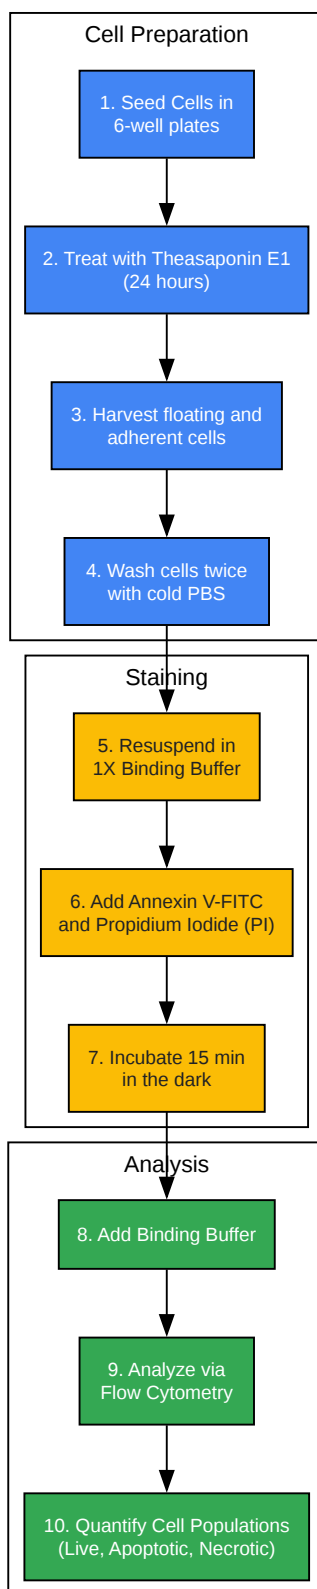 Cell Preparation
1. Seed Cells in
6-well plates
2. Treat with Theasaponin E1
(24 hours)
3. Harvest floating and
adherent cells
4. Wash cells twice
with cold PBS
Staining
5. Resuspend in
1X Binding Buffer
6. Add Annexin V-FITC
and Propidium Iodide (PI)
7. Incubate 15 min
in the dark
Analysis
8. Add Binding Buffer
9. Analyze via
Flow Cytometry
10. Quantify Cell Populations
(Live, Apoptotic, Necrotic)